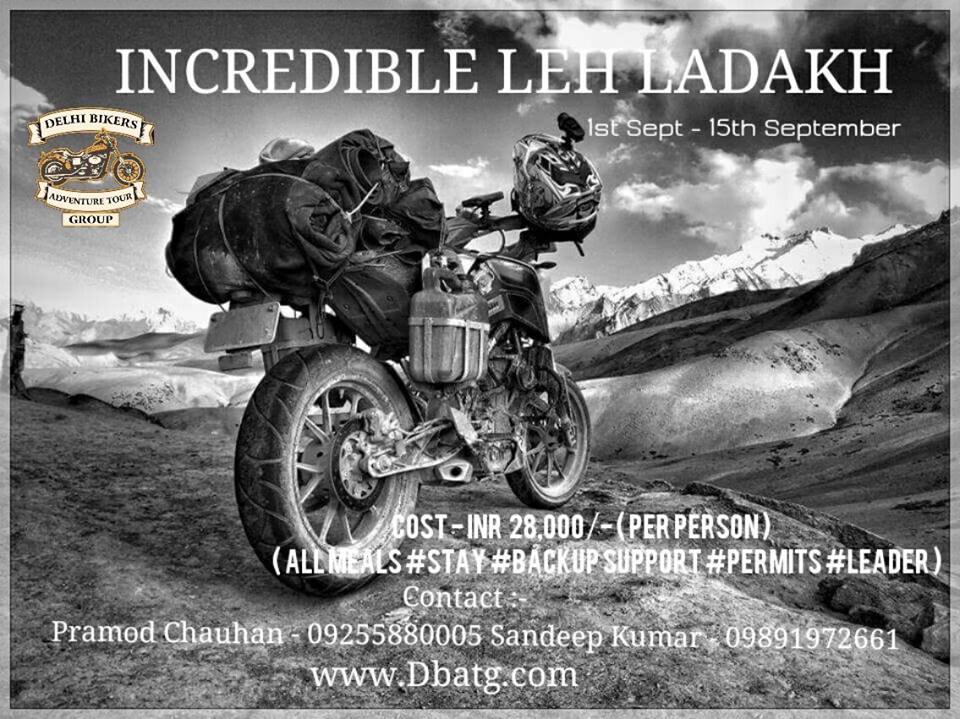 INCREDIBLE LEH LADAKH
1st Sept - 15th September
DELHI BIKERS
ADVENTURE TOUR
GROUP
COST - INR 28,000/- ( PER PERSON )
( ALL MEALS #STAY #BACKUP SUPPORT #PERMITS #LEADER )
Contact :-
Pramod Chauhan - 09255880005 Sandeep Kumar - 09891972661
www.Dbatg.com